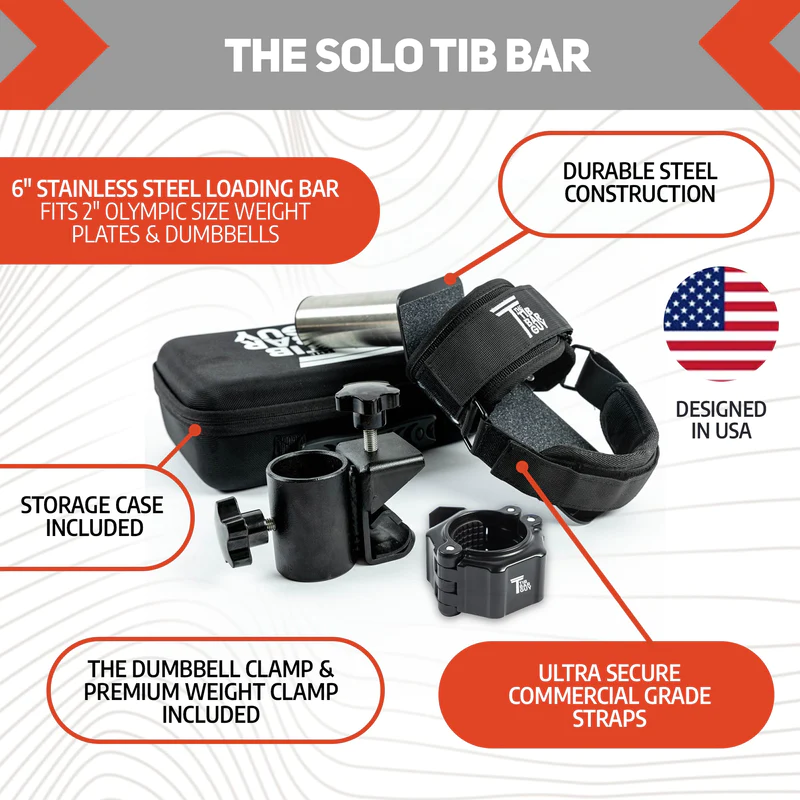 THE SOLO TIB BAR
6" STAINLESS STEEL LOADING BAR
FITS 2" OLYMPIC SIZE WEIGHT
PLATES & DUMBBELLS
DURABLE STEEL
CONSTRUCTION
DESIGNED
IN USA
STORAGE CASE
INCLUDED
THE DUMBBELL CLAMP &
PREMIUM WEIGHT CLAMP
INCLUDED
ULTRA SECURE
COMMERCIAL GRADE
STRAPS